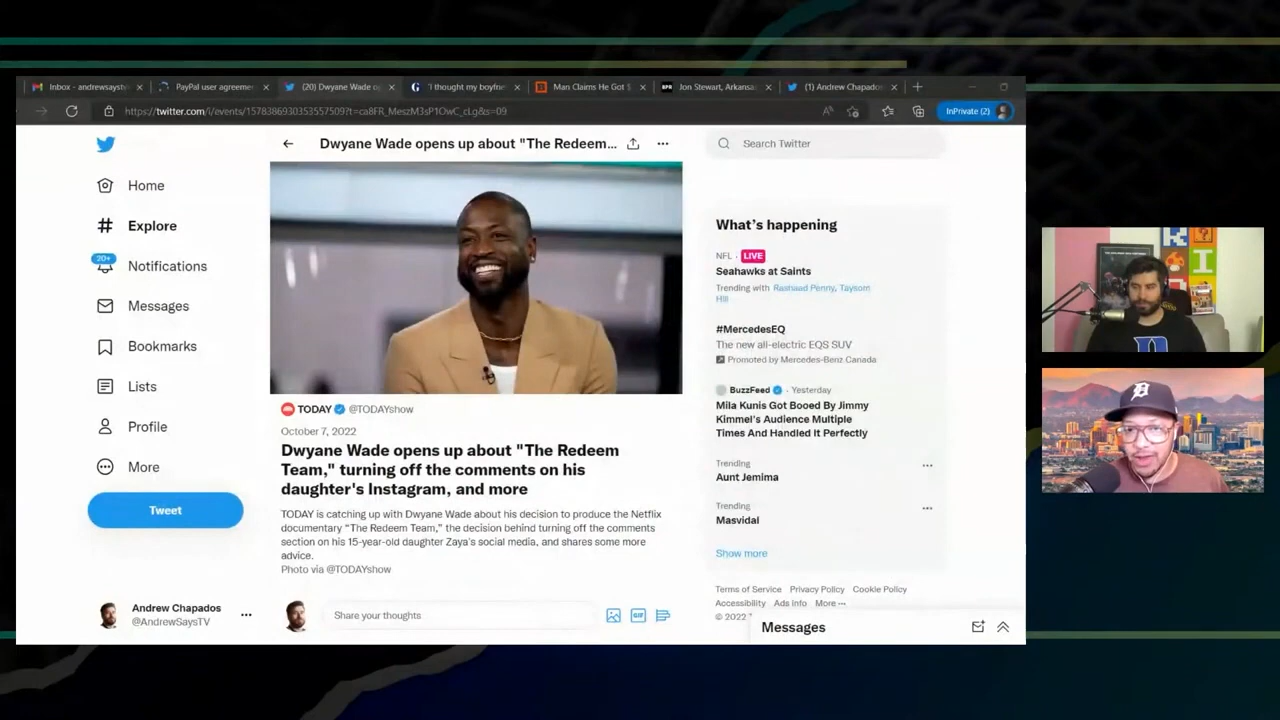 Inbox - andrewsaystv
PayPal user agreeme
(20) Dwyane Wade o
'I thought my boyfrie
Man Claims He Got $
Jon Stewart, Arkansa
(1) Andrew Chapados
InPrivate (2)
Dwyane Wade opens up about "The Redeem...
Search Twitter
Home
Explore
20+
Notifications
Messages
Bookmarks
Lists
Profile
More
Tweet
Andrew Chapados
@AndrewSaysTV
TODAY @TODAYshow
October 7, 2022
Dwyane Wade opens up about "The Redeem
Team," turning off the comments on his
daughter's Instagram, and more
TODAY is catching up with Dwyane Wade about his decision to produce the Netflix
documentary “The Redeem Team,” the decision behind turning off the comments
section on his 15-year-old daughter Zaya's social media, and shares some more
advice.
Photo via @TODAYshow
Share your thoughts
GIF
What's happening
NFL · LIVE
Seahawks at Saints
Trending with Rashaad Penny, Taysom
Hill
#MercedesEQ
The new all-electric EQS SUV
Promoted by Mercedes-Benz Canada
BuzzFeed · Yesterday
Mila Kunis Got Booed By Jimmy
Kimmel's Audience Multiple
Times And Handled It Perfectly
Trending
Aunt Jemima
Trending
Masvidal
Show more
Terms of Service Privacy Policy Cookie Policy
Accessibility Ads info More ···
© 2022
Messages